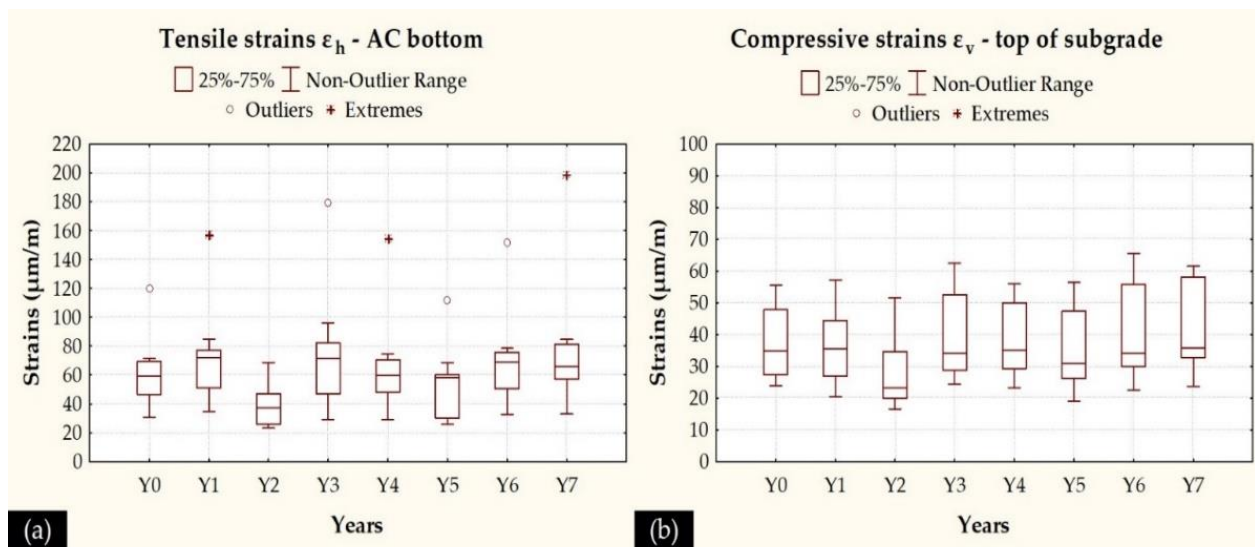 Tensile strains εh - AC bottom
25%-75% Non-Outlier Range
Outliers Extremes
Strains (μm/m)
220
200
180
160
140
120
100
80
60
40
20
0
Y0 Y1 Y2 Y3 Y4 Y5 Y6 Y7
Years
(a)
Compressive strains εv - top of subgrade
25%-75% Non-Outlier Range
Outliers Extremes
Strains (μm/m)
100
90
80
70
60
50
40
30
20
10
0
Y0 Y1 Y2 Y3 Y4 Y5 Y6 Y7
Years
(b)